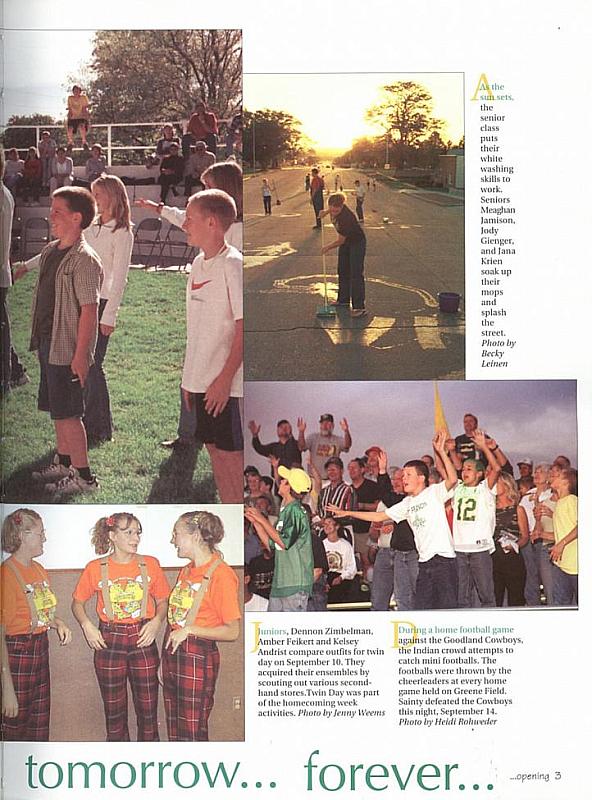 As the
sun sets,
the
senior
class
puts
their
white
washing
skills to
work.
Seniors
Meaghan
Jamison,
Jody
Gienger,
and Jana
Krien
soak up
their
mops
and
splash
the
street.
Photo by
Becky
Leinen
12
Juniors, Dennon Zimbelman,
Amber Feikert and Kelsey
Andrist compare outfits for twin
day on September 10. They
acquired their ensembles by
scouting out various second-
hand stores.Twin Day was part
of the homecoming week
activities. Photo by Jenny Weems
During a home football game
against the Goodland Cowboys,
the Indian crowd attempts to
catch mini footballs. The
footballs were thrown by the
cheerleaders at every home
game held on Greene Field.
Sainty defeated the Cowboys
this night, September 14.
Photo by Heidi Rohweder
tomorrow... forever...
...opening 3